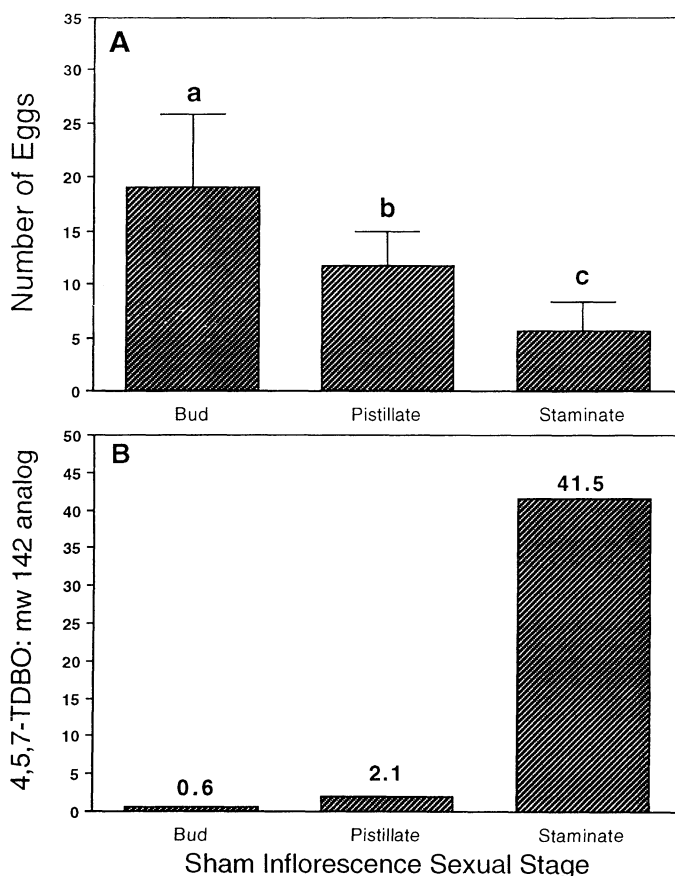 A
Number of Eggs
35
30
25
20
15
10
5
0
a
b
c
Bud Pistillate Staminate
B
4,5,7-TDBO: mw 142 analog
50
45
40
35
30
25
20
15
10
5
0
0.6
2.1
41.5
Bud Pistillate Staminate
Sham Inflorescence Sexual Stage